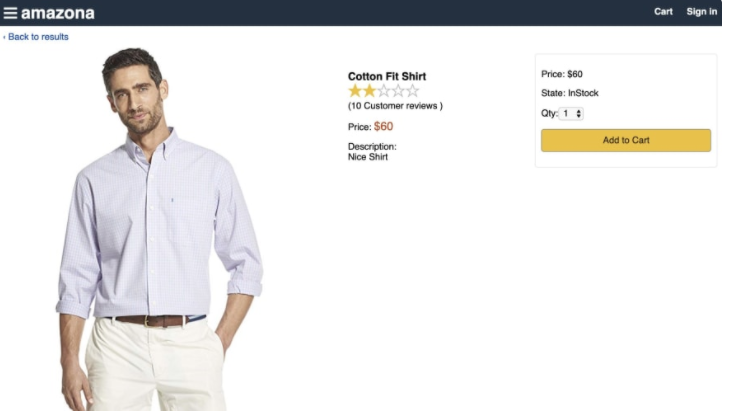 amazona
Cart Sign in
‹ Back to results
Cotton Fit Shirt
(10 Customer reviews )
Price: $60
Description:
Nice Shirt
Price: $60
State: InStock
Qty: 1
Add to Cart